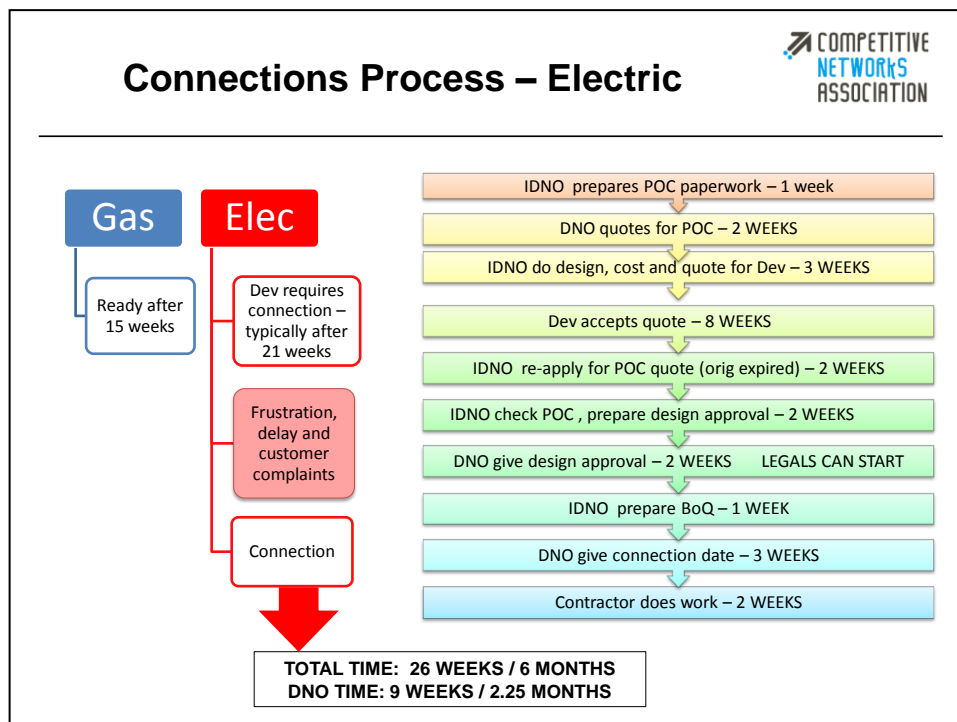 Connections Process – Electric
COMPETITIVE
NETWORKS
ASSOCIATION
Gas
Elec
Ready after
15 weeks
Dev requires
connection –
typically after
21 weeks
Frustration,
delay and
customer
complaints
Connection
IDNO  prepares POC paperwork – 1 week
DNO quotes for POC – 2 WEEKS
IDNO do design, cost and quote for Dev – 3 WEEKS
Dev accepts quote – 8 WEEKS
IDNO  re-apply for POC quote (orig expired) – 2 WEEKS
IDNO check POC , prepare design approval – 2 WEEKS
DNO give design approval – 2 WEEKS      LEGALS CAN START
IDNO  prepare BoQ – 1 WEEK
DNO give connection date – 3 WEEKS
Contractor does work – 2 WEEKS
TOTAL TIME:  26 WEEKS / 6 MONTHS
DNO TIME: 9 WEEKS / 2.25 MONTHS